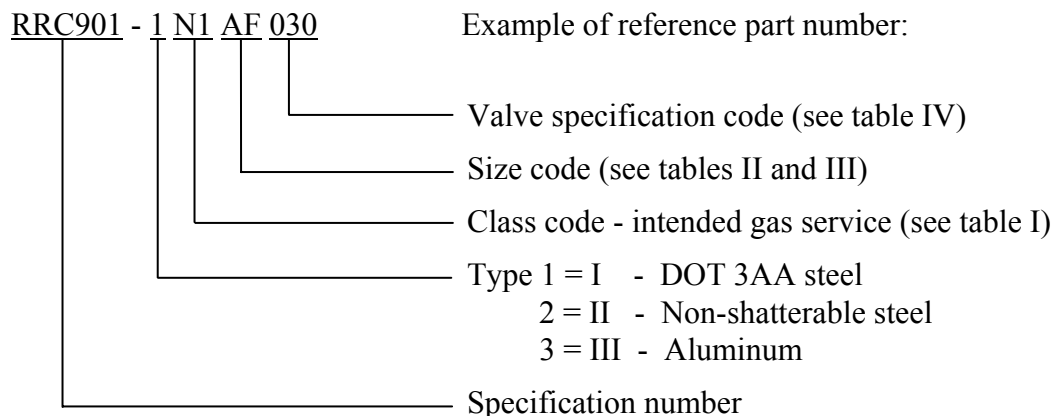 RRC901 - 1 N1 AF 030 Example of reference part number:
Valve specification code (see table IV)
Size code (see tables II and III)
Class code - intended gas service (see table I)
Type 1 = I - DOT 3AA steel
2 = II - Non-shatterable steel
3 = III - Aluminum
Specification number